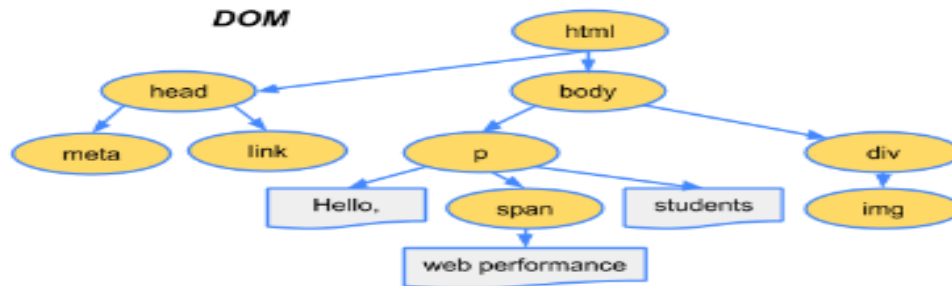 DOM
html
head
body
meta
link
p
div
Hello,
span
students
img
web performance